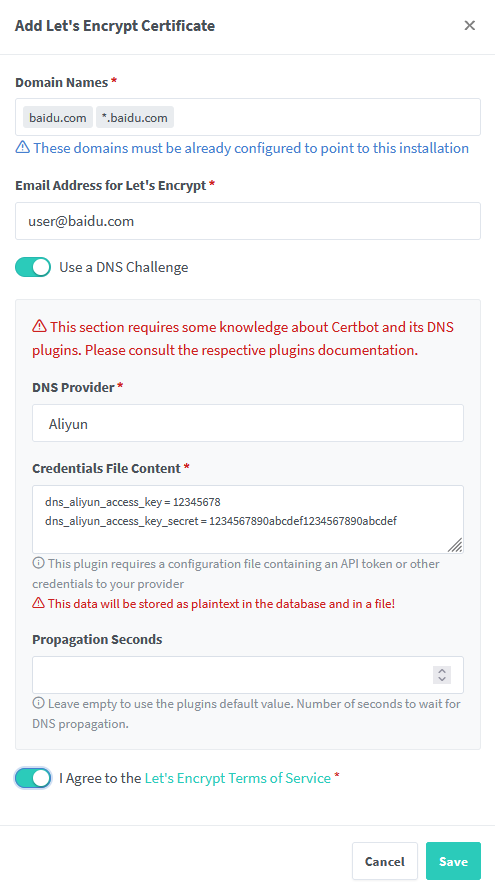 Add Let's Encrypt Certificate
Domain Names *
baidu.com *.baidu.com
These domains must be already configured to point to this installation
Email Address for Let's Encrypt *
user@baidu.com
Use a DNS Challenge
This section requires some knowledge about Certbot and its DNS
plugins. Please consult the respective plugins documentation.
DNS Provider *
Aliyun
Credentials File Content *
dns_aliyun_access_key = 12345678
dns_aliyun_access_key_secret = 1234567890abcdef1234567890abcdef
This plugin requires a configuration file containing an API token or other
credentials to your provider
This data will be stored as plaintext in the database and in a file!
Propagation Seconds
Leave empty to use the plugins default value. Number of seconds to wait for
DNS propagation.
I Agree to the Let's Encrypt Terms of Service *
Cancel Save